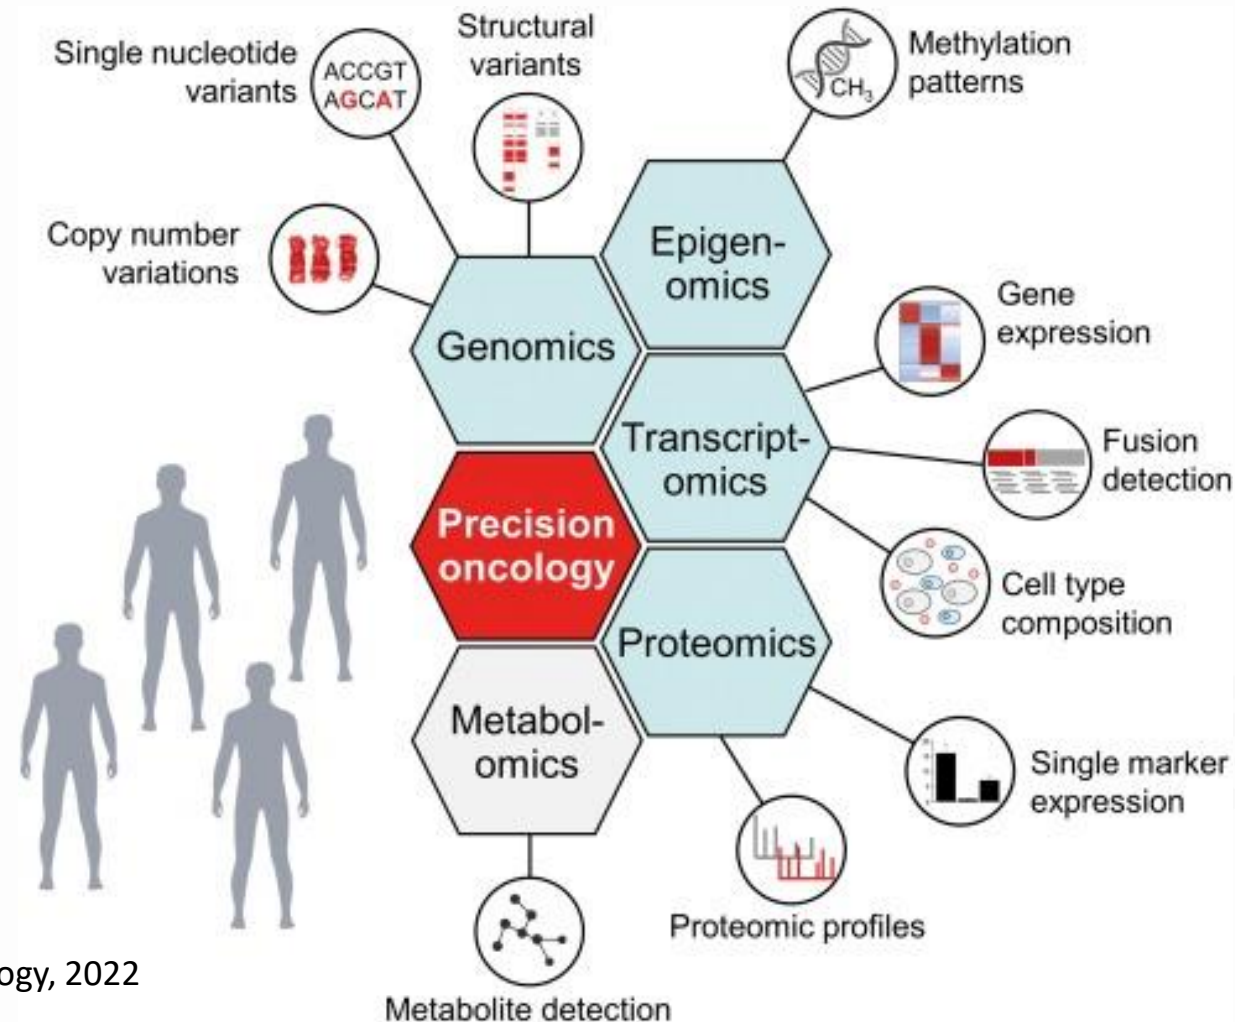 Single nucleotide
variants
ACCGT
AGCAT
Structural
variants
CH₃
Methylation
patterns
Copy number
variations
Epigen-
omics
Genomics
Gene
expression
Transcript-
omics
Fusion
detection
Precision
oncology
Cell type
composition
Proteomics
Metabol-
omics
Single marker
expression
Proteomic profiles
ogy, 2022
Metabolite detection